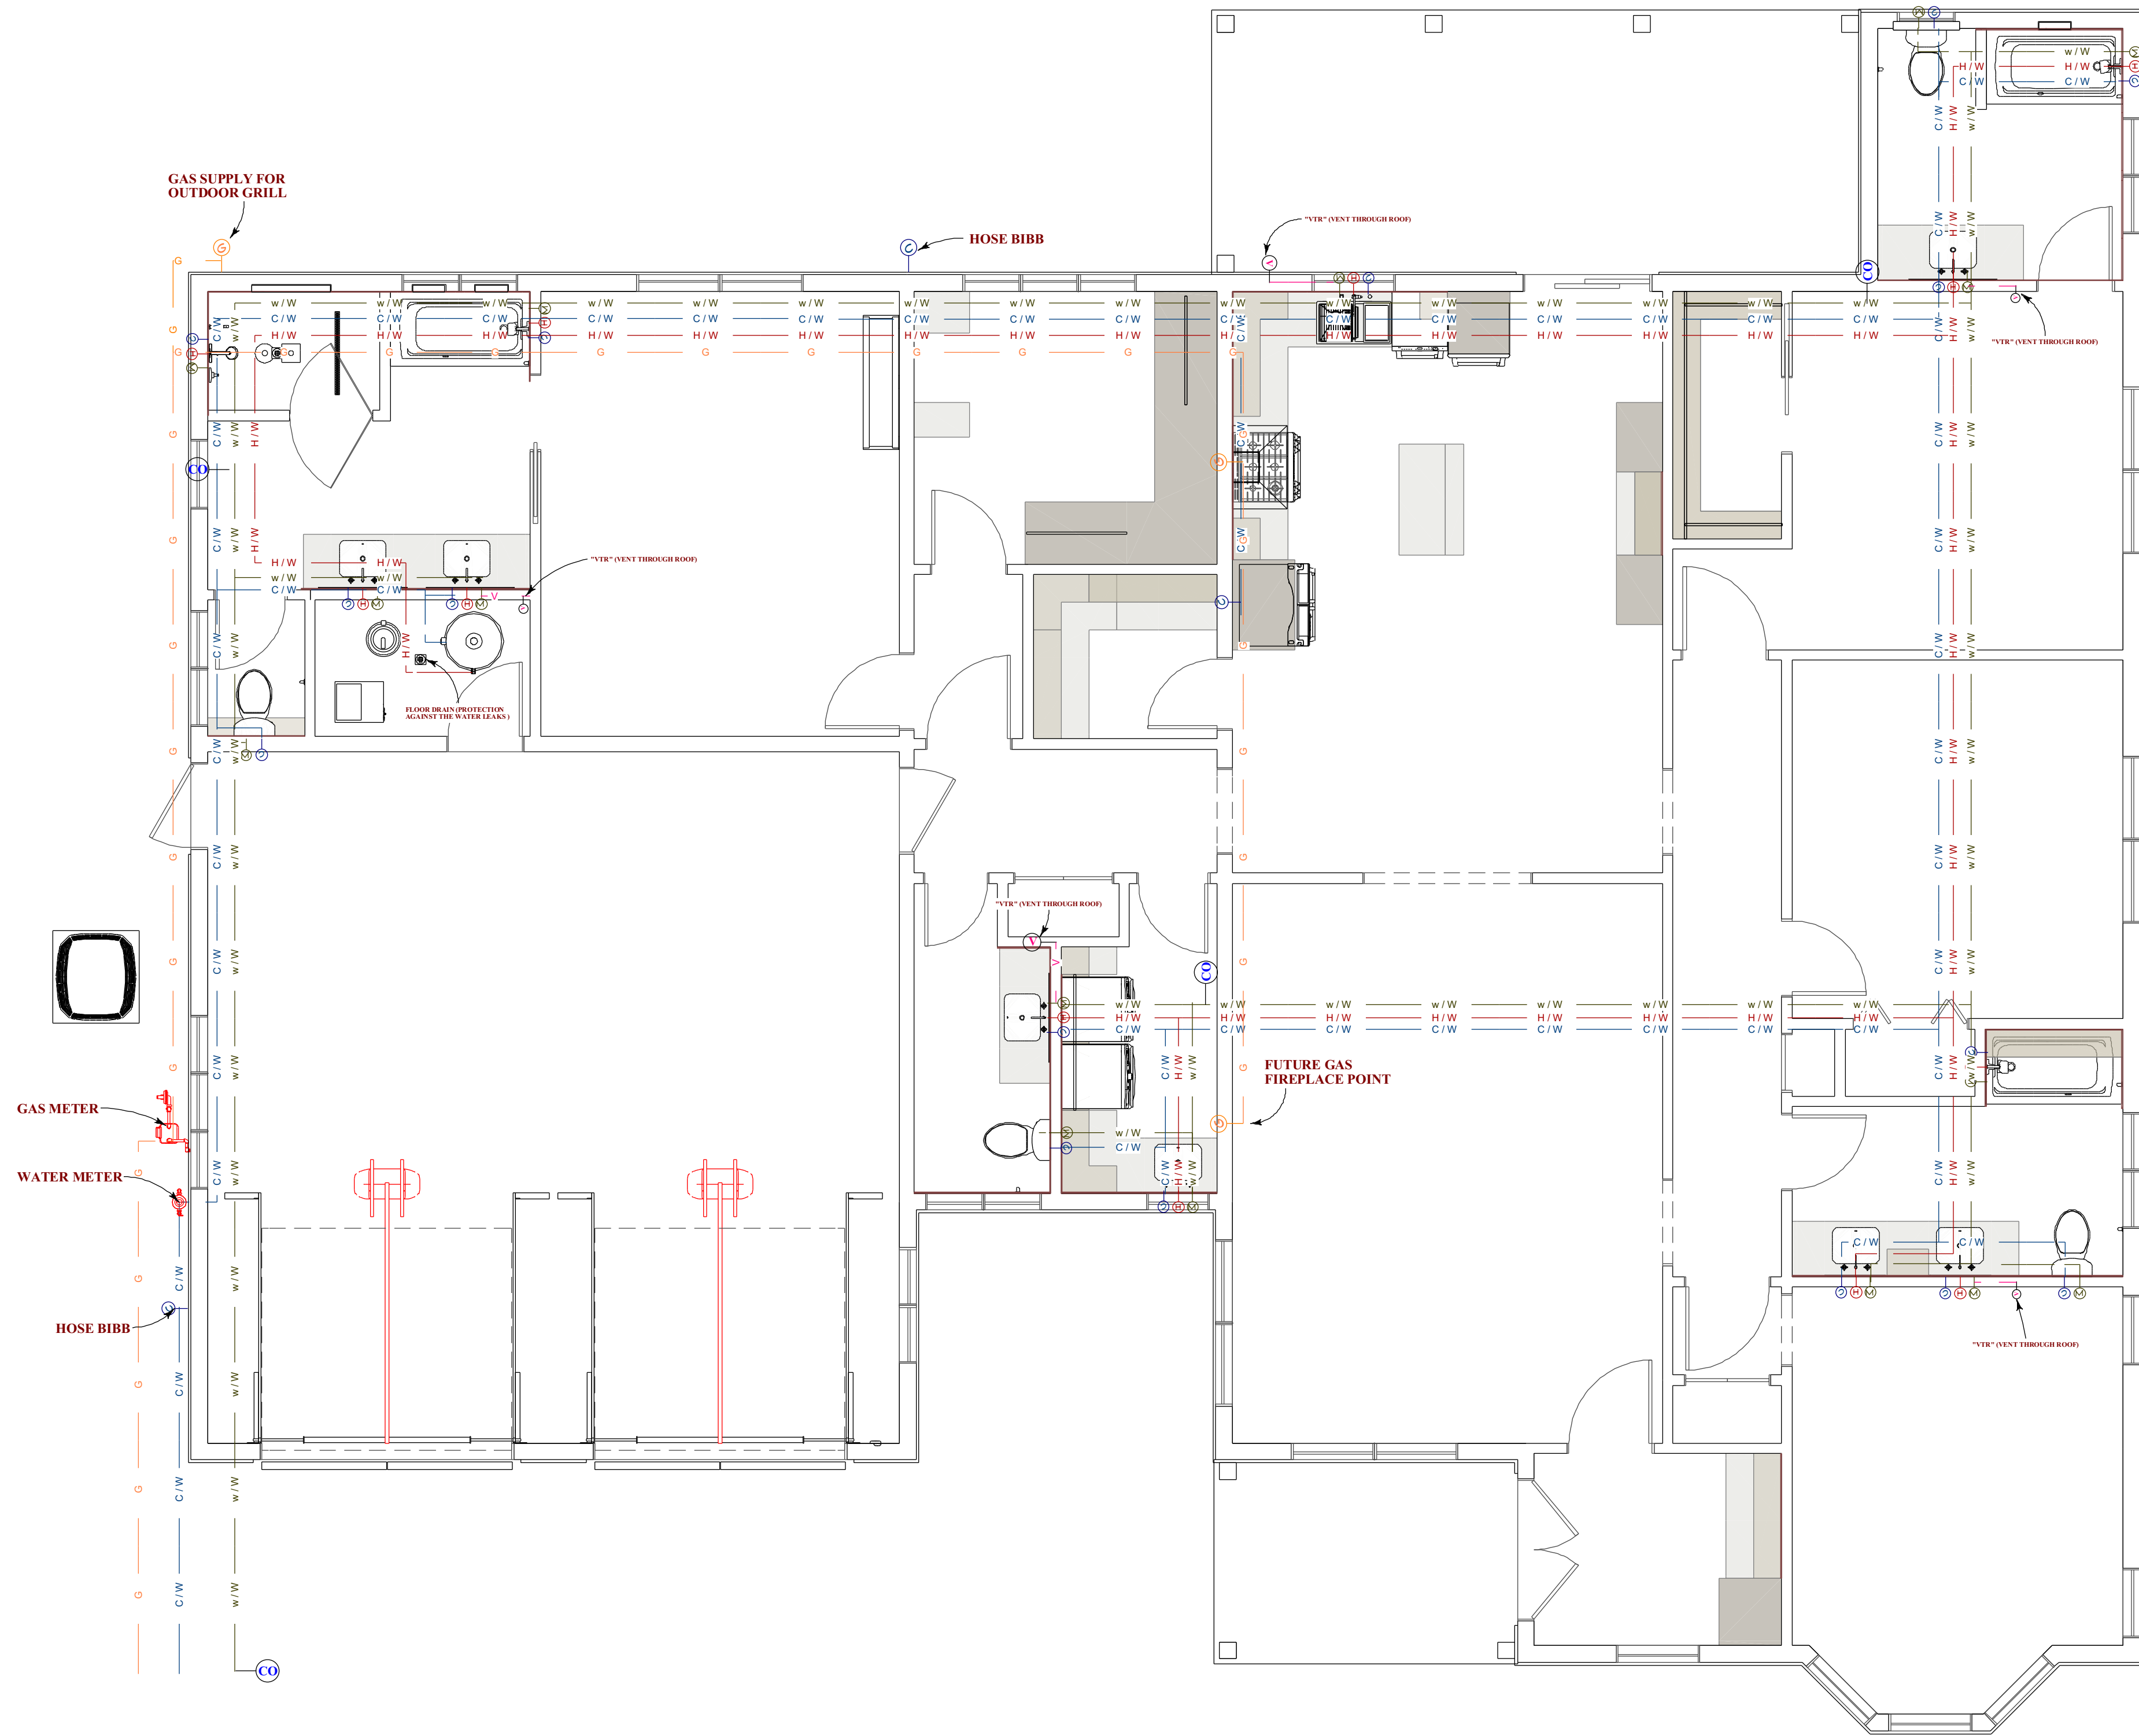 M C
w / W
H / W H / W
C / W C / W
M
H
C
C / W H / W w / W
GAS SUPPLY FOR
OUTDOOR GRILL
"VTR" (VENT THROUGH ROOF)
C / W H / W w / W
G
C
HOSE BIBB
G
V
CO
M H C
C H M
w / W w / W w / W w / W w / W w / W w / W w / W w / W w / W w / W w / W w / W w / W w / W w / W
C / W C / W C / W C / W C / W C / W C / W C / W C / W C / W C / W C / W C / W C / W C / W C / W
H / W H / W H / W H / W H / W H / W H / W H / W H / W H / W H / W H / W H / W H / W H / W H / W
M
H
C
"VTR" (VENT THROUGH ROOF)
G G G G G G G G G G
C
H
M
G C / W w / W H / W C / W G C / W H / W w / W
CO
G
G C / W w / W H / W C / W G C / W H / W w / W
"VTR" (VENT THROUGH ROOF)
H / W H / W
w / W w / W
C / W C / W
C H M C H M V
C
G C / W w / W H / W G C / W H / W w / W
FLOOR DRAIN (PROTECTION
AGAINST THE WATER LEAKS )
G C / W w / W M C G C / W H / W w / W
G C / W w / W G C / W H / W w / W
"VTR" (VENT THROUGH ROOF)
V
V
G C / W w / W CO G C / W H / W w / W
M w / W w / W w / W w / W w / W w / W w / W w / W
H H / W H / W H / W H / W H / W H / W H / W H / W
C C / W C / W C / W C / W C / W C / W C / W C / W
G C / W w / W C / W H / W w / W G C / W H / W w / W
C
FUTURE GAS
FIREPLACE POINT
GAS METER
G
M w / W
C C / W
WATER METER
G C / W w / W C / W H / W w / W C / W H / W w / W
C H M
C / W C / W
G C / W w / W
C H M C H M C M
C
HOSE BIBB
"VTR" (VENT THROUGH ROOF)
G C / W w / W
G C / W w / W
G C / W w / W
CO